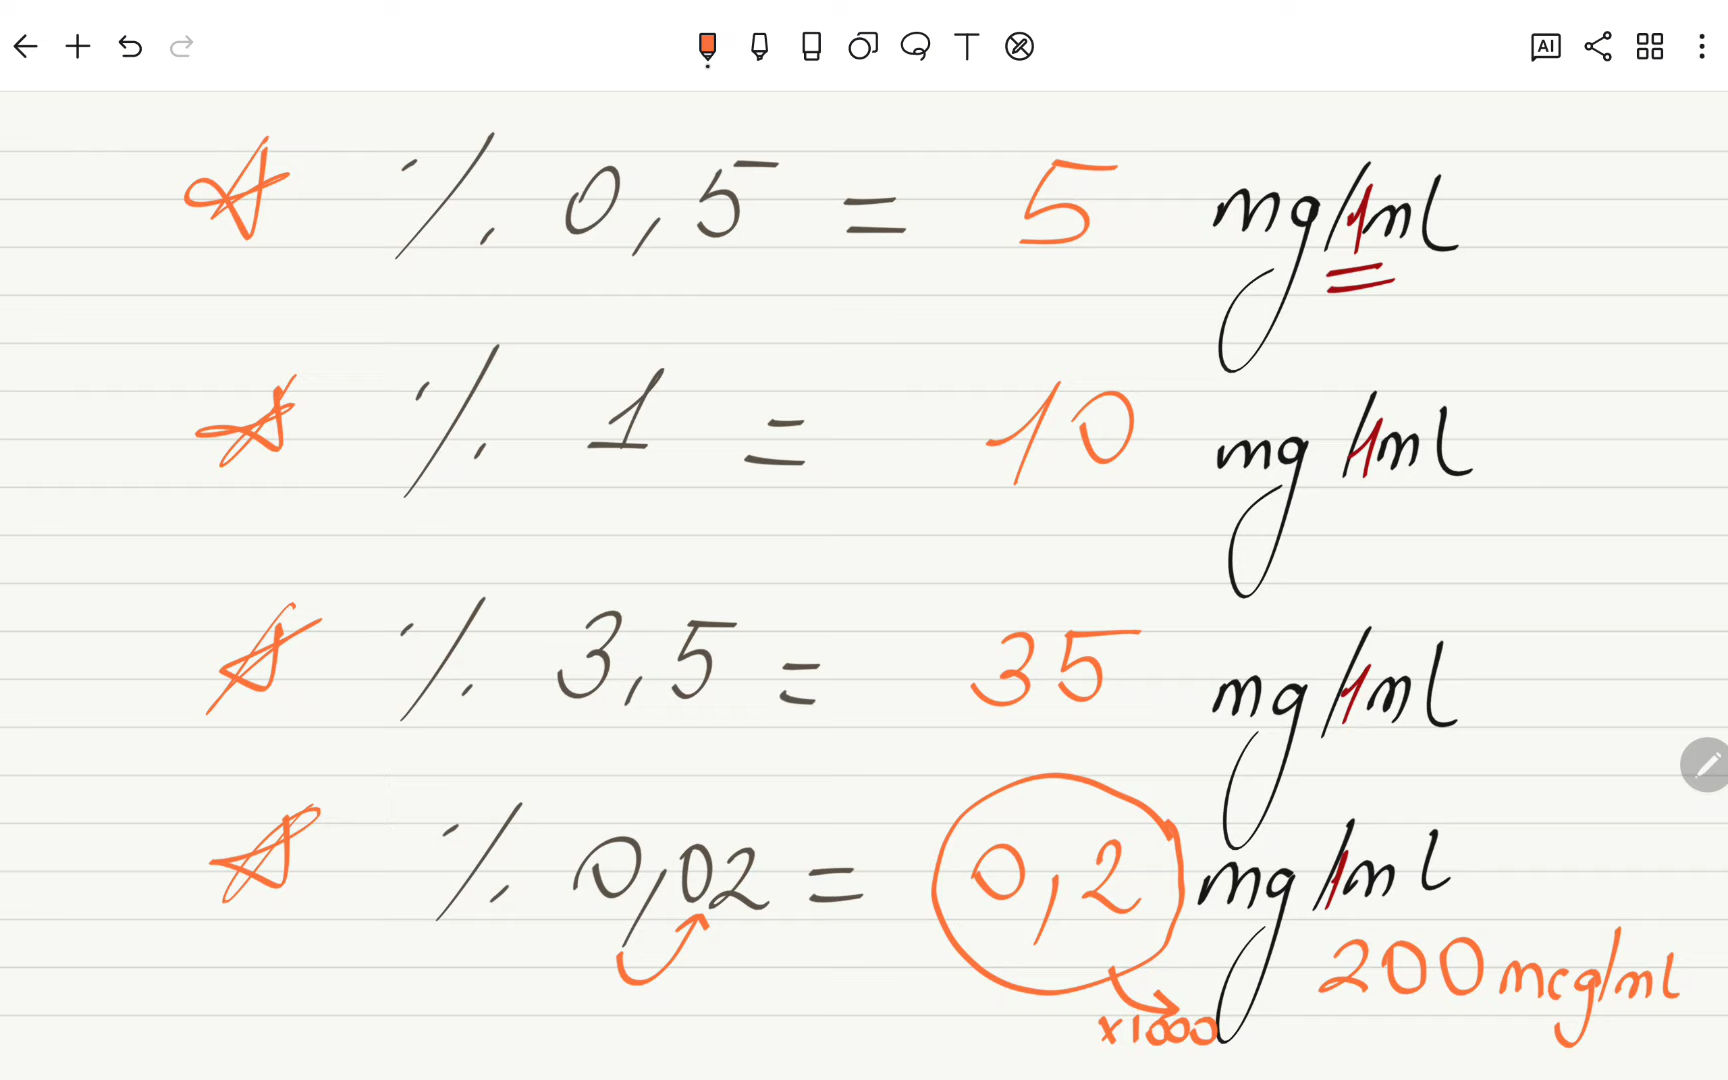 AI
% 0,5 = 5 mg/1ml
% 1 = 10 mg/1ml
% 3,5 = 35 mg/1ml
% 0,02 = 0,2 mg/1ml
200 mcg/ml
x1000